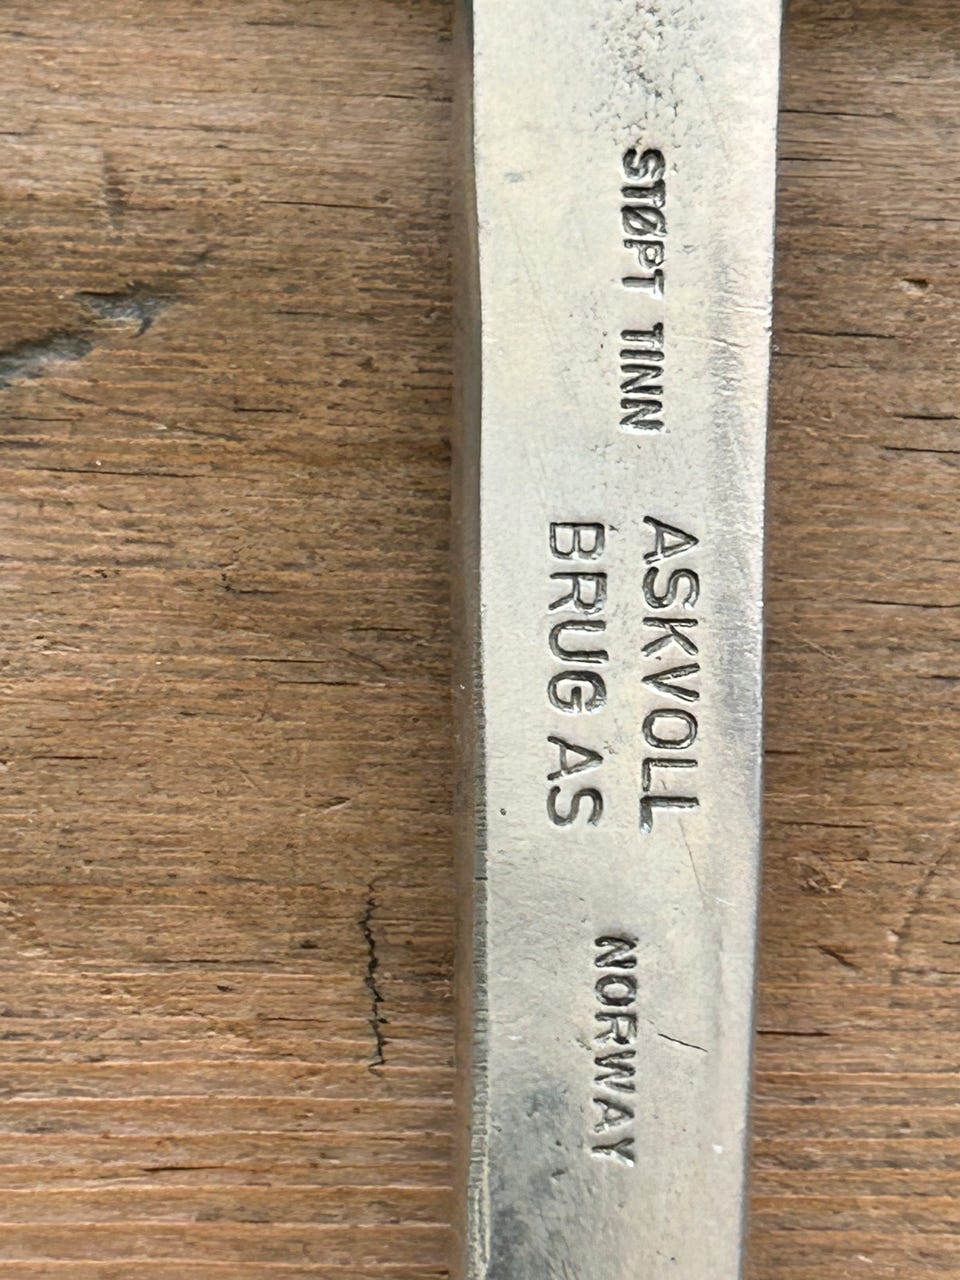 STØPT TINN
ASKVOLL
BRUG AS
NORWAY